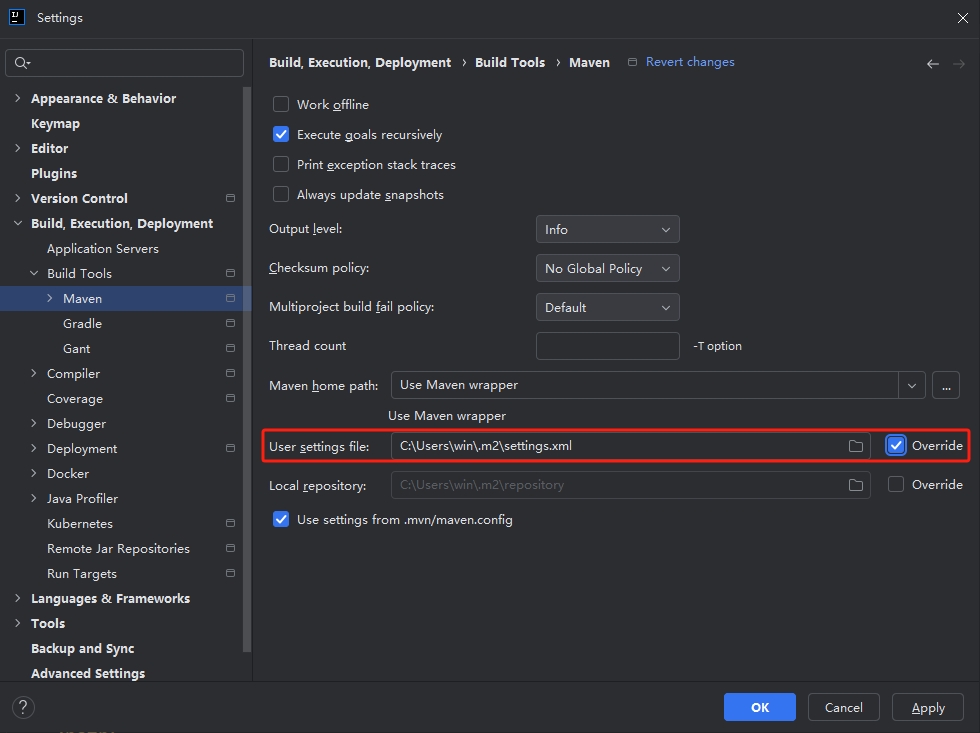 Settings
Build, Execution, Deployment › Build Tools › Maven Revert changes
Appearance & Behavior
Keymap
Editor
Plugins
Version Control
Build, Execution, Deployment
Application Servers
Build Tools
Maven
Gradle
Gant
Compiler
Coverage
Debugger
Deployment
Docker
Java Profiler
Kubernetes
Remote Jar Repositories
Run Targets
Languages & Frameworks
Tools
Backup and Sync
Advanced Settings
Work offline
Execute goals recursively
Print exception stack traces
Always update snapshots
Output level: Info
Checksum policy: No Global Policy
Multiproject build fail policy: Default
Thread count -T option
Maven home path: Use Maven wrapper ...
Use Maven wrapper
User settings file: C:\Users\win\.m2\settings.xml Override
Local repository: C:\Users\win\.m2\repository Override
Use settings from .mvn/maven.config
? OK Cancel Apply